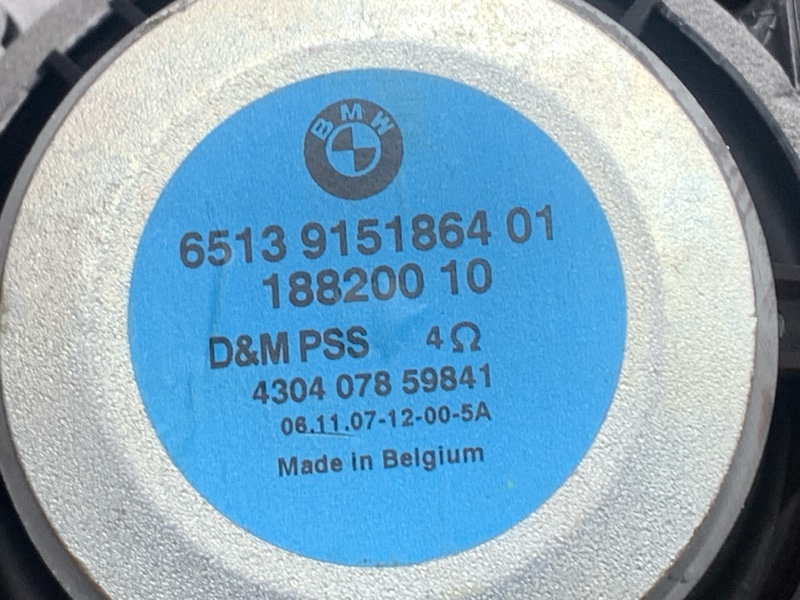 BMW
6513 9151864 01
188200 10
D&M PSS 4Ω
4304 078 59841
06.11.07-12-00-5A
Made in Belgium